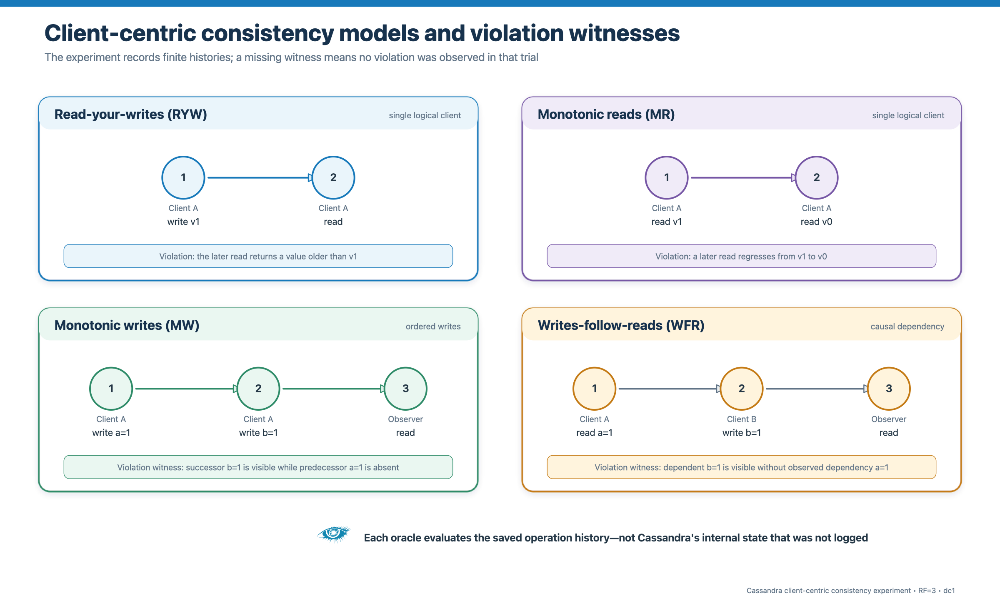 Client-centric consistency models and violation witnesses
The experiment records finite histories; a missing witness means no violation was observed in that trial
Read-your-writes (RYW)
single logical client
1
2
Client A
Client A
write v1
read
Violation: the later read returns a value older than v1
Monotonic reads (MR)
single logical client
1
2
Client A
Client A
read v1
read v0
Violation: a later read regresses from v1 to v0
Monotonic writes (MW)
ordered writes
1
2
3
Client A
Client A
Observer
write a=1
write b=1
read
Violation witness: successor b=1 is visible while predecessor a=1 is absent
Writes-follow-reads (WFR)
causal dependency
1
2
3
Client A
Client B
Observer
read a=1
write b=1
read
Violation witness: dependent b=1 is visible without observed dependency a=1
Each oracle evaluates the saved operation history—not Cassandra's internal state that was not logged
Cassandra client-centric consistency experiment • RF=3 • dc1